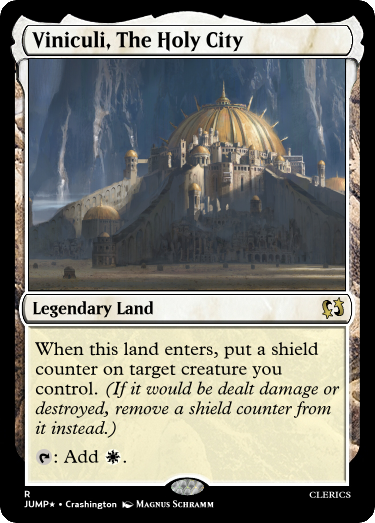 Viniculi, The Holy City
Legendary Land
When this land enters, put a shield
counter on target creature you
control. (If it would be dealt damage or
destroyed, remove a shield counter from
it instead.)
: Add .
R
JUMP★ • Crashington Magnus Schramm
CLERICS